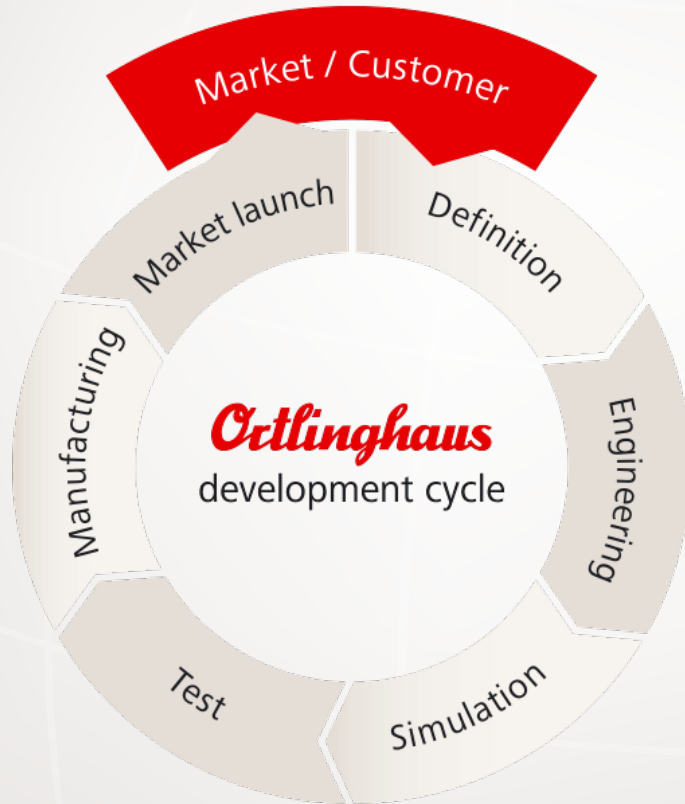 Market / Customer
Market launch
Definition
Manufacturing
Ortlinghaus
development cycle
Engineering
Test
Simulation